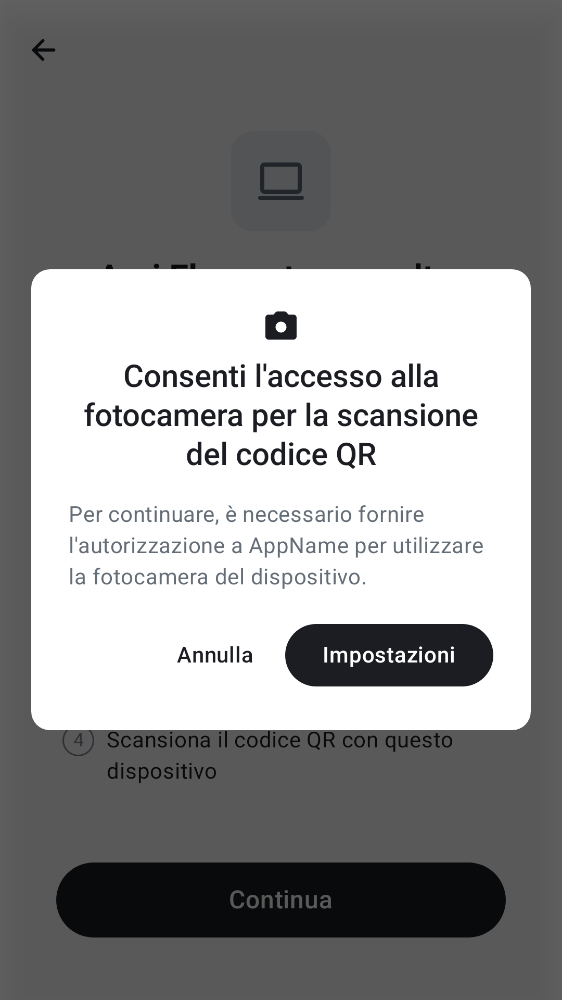 Consenti l'accesso alla
fotocamera per la scansione
del codice QR
Per continuare, è necessario fornire
l'autorizzazione a AppName per utilizzare
la fotocamera del dispositivo.
Annulla
Impostazioni
4 Scansiona il codice QR con questo
dispositivo
Continua